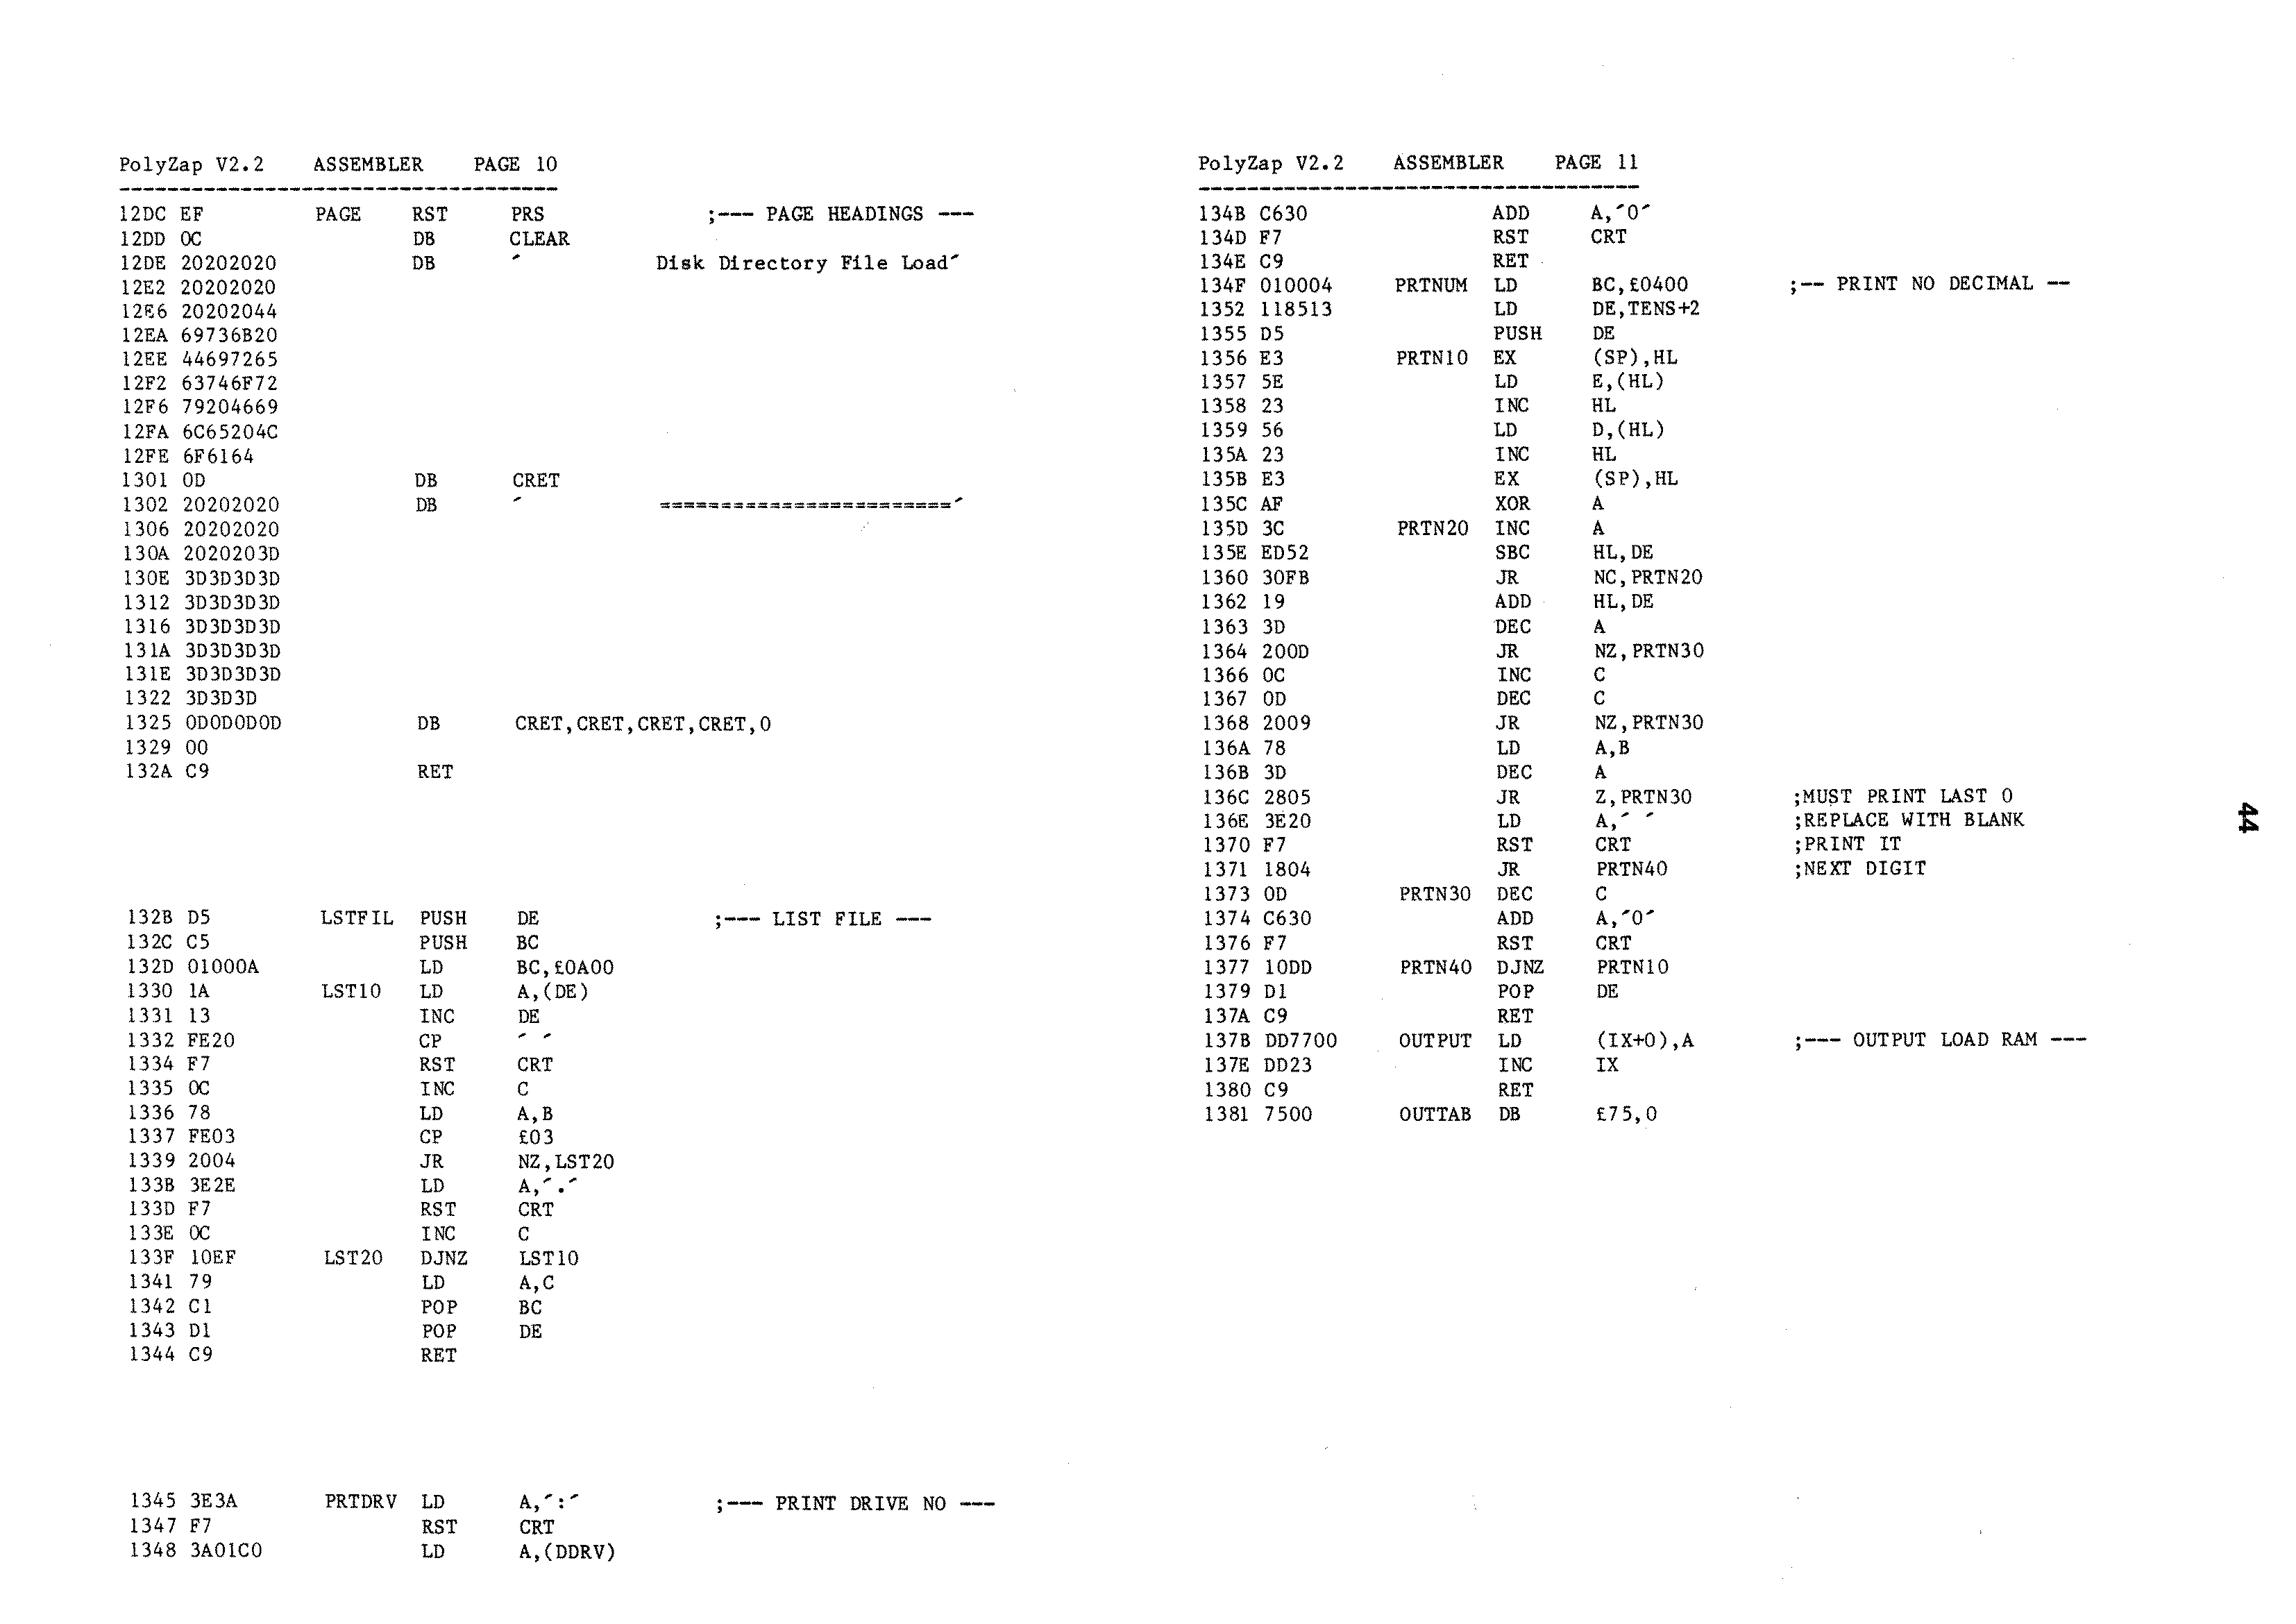 PolyZap V2.2 ASSEMBLER PAGE 10
------------------------------------
12DC EF PAGE RST PRS ;--- PAGE HEADINGS ---
12DD 0C DB CLEAR
12DE 20202020 DB ´ Disk Directory File Load´
12E2 20202020
12E6 20202044
12EA 69736B20
12EE 44697265
12F2 63746F72
12F6 79204669
12FA 6C65204C
12FE 6F6164
1301 0D DB CRET
1302 20202020 DB ´ ========================´
1306 20202020
130A 2020203D
130E 3D3D3D3D
1312 3D3D3D3D
1316 3D3D3D3D
131A 3D3D3D3D
131E 3D3D3D3D
1322 3D3D3D
1325 0D0D0D0D DB CRET,CRET,CRET,CRET,0
1329 00
132A C9 RET
132B D5 LSTFIL PUSH DE ;--- LIST FILE ---
132C C5 PUSH BC
132D 01000A LD BC,£0A00
1330 1A LST10 LD A,(DE)
1331 13 INC DE
1332 FE20 CP ´ ´
1334 F7 RST CRT
1335 0C INC C
1336 78 LD A,B
1337 FE03 CP £03
1339 2004 JR NZ,LST20
133B 3E2E LD A,´.´
133D F7 RST CRT
133E 0C INC C
133F 10EF LST20 DJNZ LST10
1341 79 LD A,C
1342 C1 POP BC
1343 D1 POP DE
1344 C9 RET
1345 3E3A PRTDRV LD A,´:´ ;--- PRINT DRIVE NO ---
1347 F7 RST CRT
1348 3A01C0 LD A,(DDRV)
PolyZap V2.2 ASSEMBLER PAGE 11
------------------------------------
134B C630 ADD A,´0´
134D F7 RST CRT
134E C9 RET
134F 010004 PRTNUM LD BC,£0400 ;-- PRINT NO DECIMAL --
1352 118513 LD DE,TENS+2
1355 D5 PUSH DE
1356 E3 PRTN10 EX (SP),HL
1357 5E LD E,(HL)
1358 23 INC HL
1359 56 LD D,(HL)
135A 23 INC HL
135B E3 EX (SP),HL
135C AF XOR A
135D 3C PRTN20 INC A
135E ED52 SBC HL,DE
1360 30FB JR NC,PRTN20
1362 19 ADD HL,DE
1363 3D DEC A
1364 200D JR NZ,PRTN30
1366 0C INC C
1367 0D DEC C
1368 2009 JR NZ,PRTN30
136A 78 LD A,B
136B 3D DEC A
136C 2805 JR Z,PRTN30 ;MUST PRINT LAST 0
136E 3E20 LD A,´ ´ ;REPLACE WITH BLANK
1370 F7 RST CRT ;PRINT IT
1371 1804 JR PRTN40 ;NEXT DIGIT
1373 0D PRTN30 DEC C
1374 C630 ADD A,´0´
1376 F7 RST CRT
1377 10DD PRTN40 DJNZ PRTN10
1379 D1 POP DE
137A C9 RET
137B DD7700 OUTPUT LD (IX+0),A ;--- OUTPUT LOAD RAM ---
137E DD23 INC IX
1380 C9 RET
1381 7500 OUTTAB DB £75,0
44